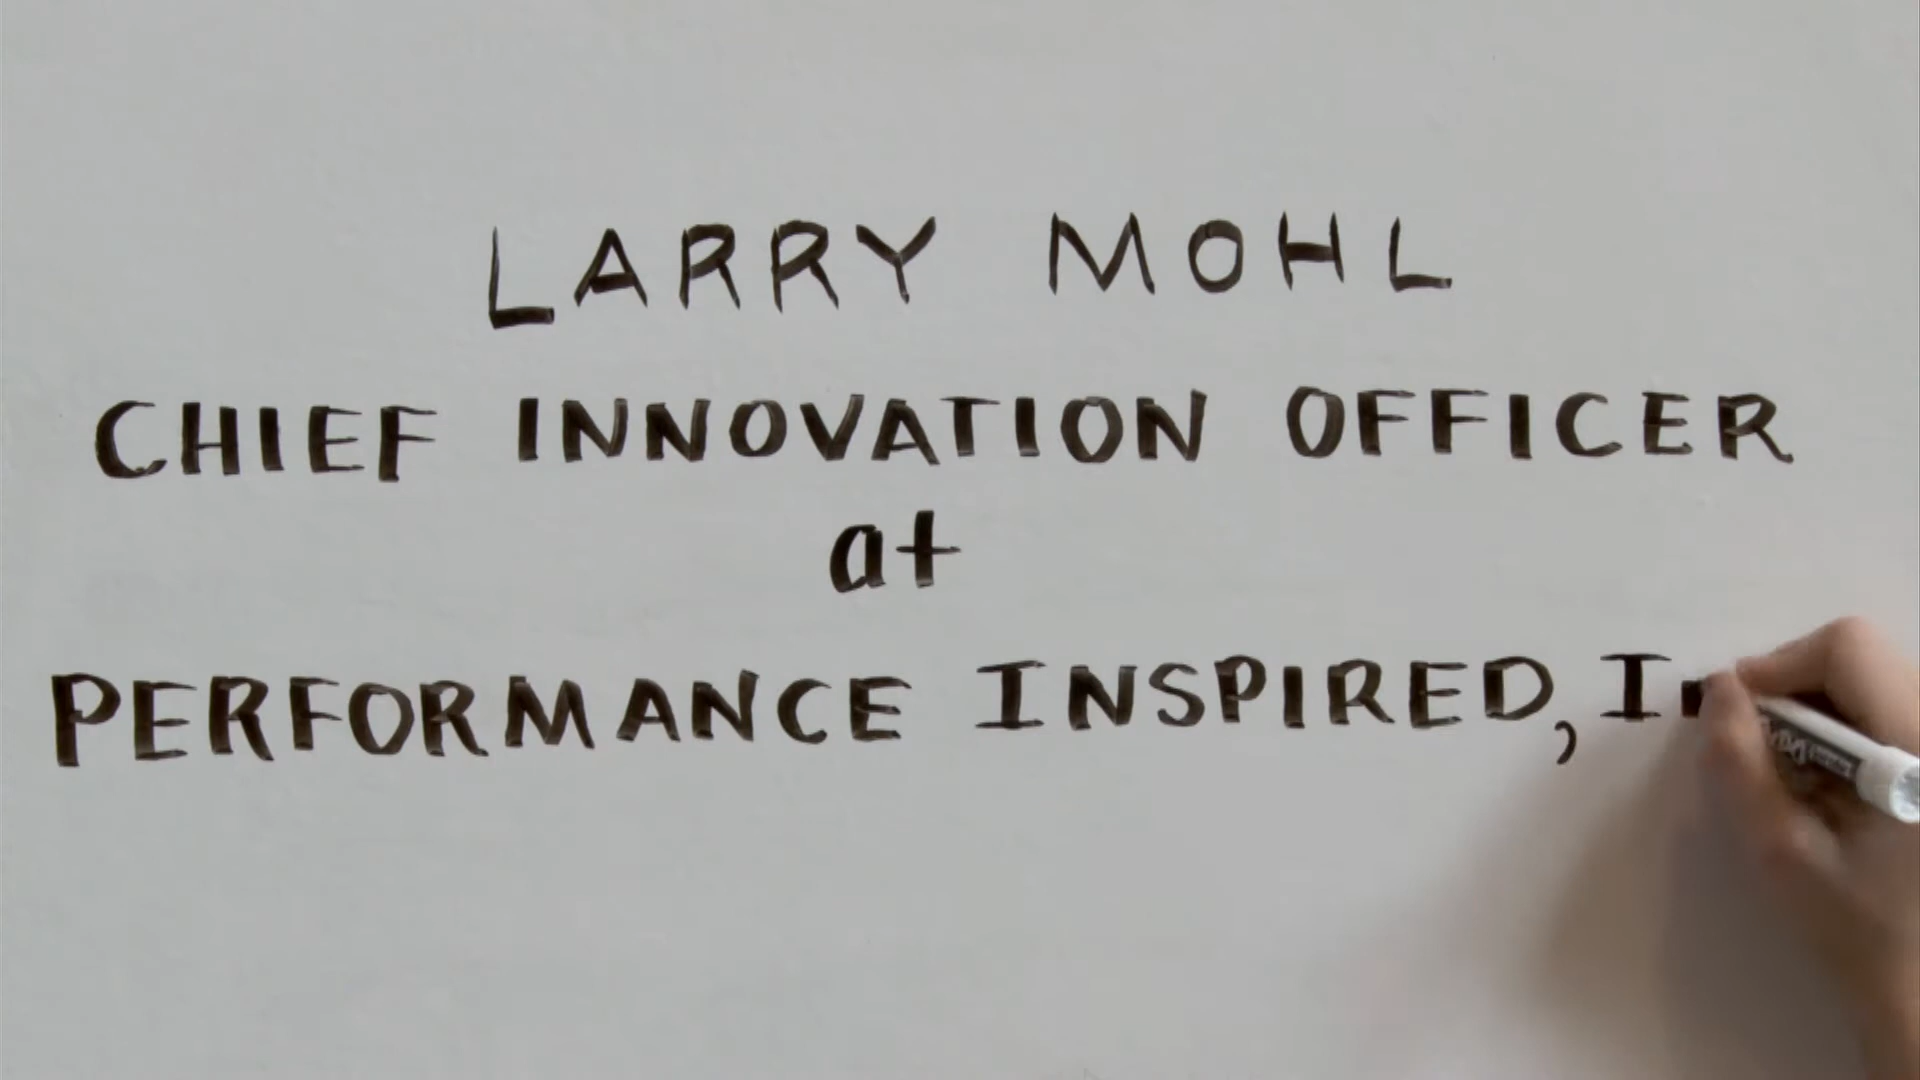 LARRY MOHL
CHIEF INNOVATION OFFICER
at
PERFORMANCE INSPIRED, I